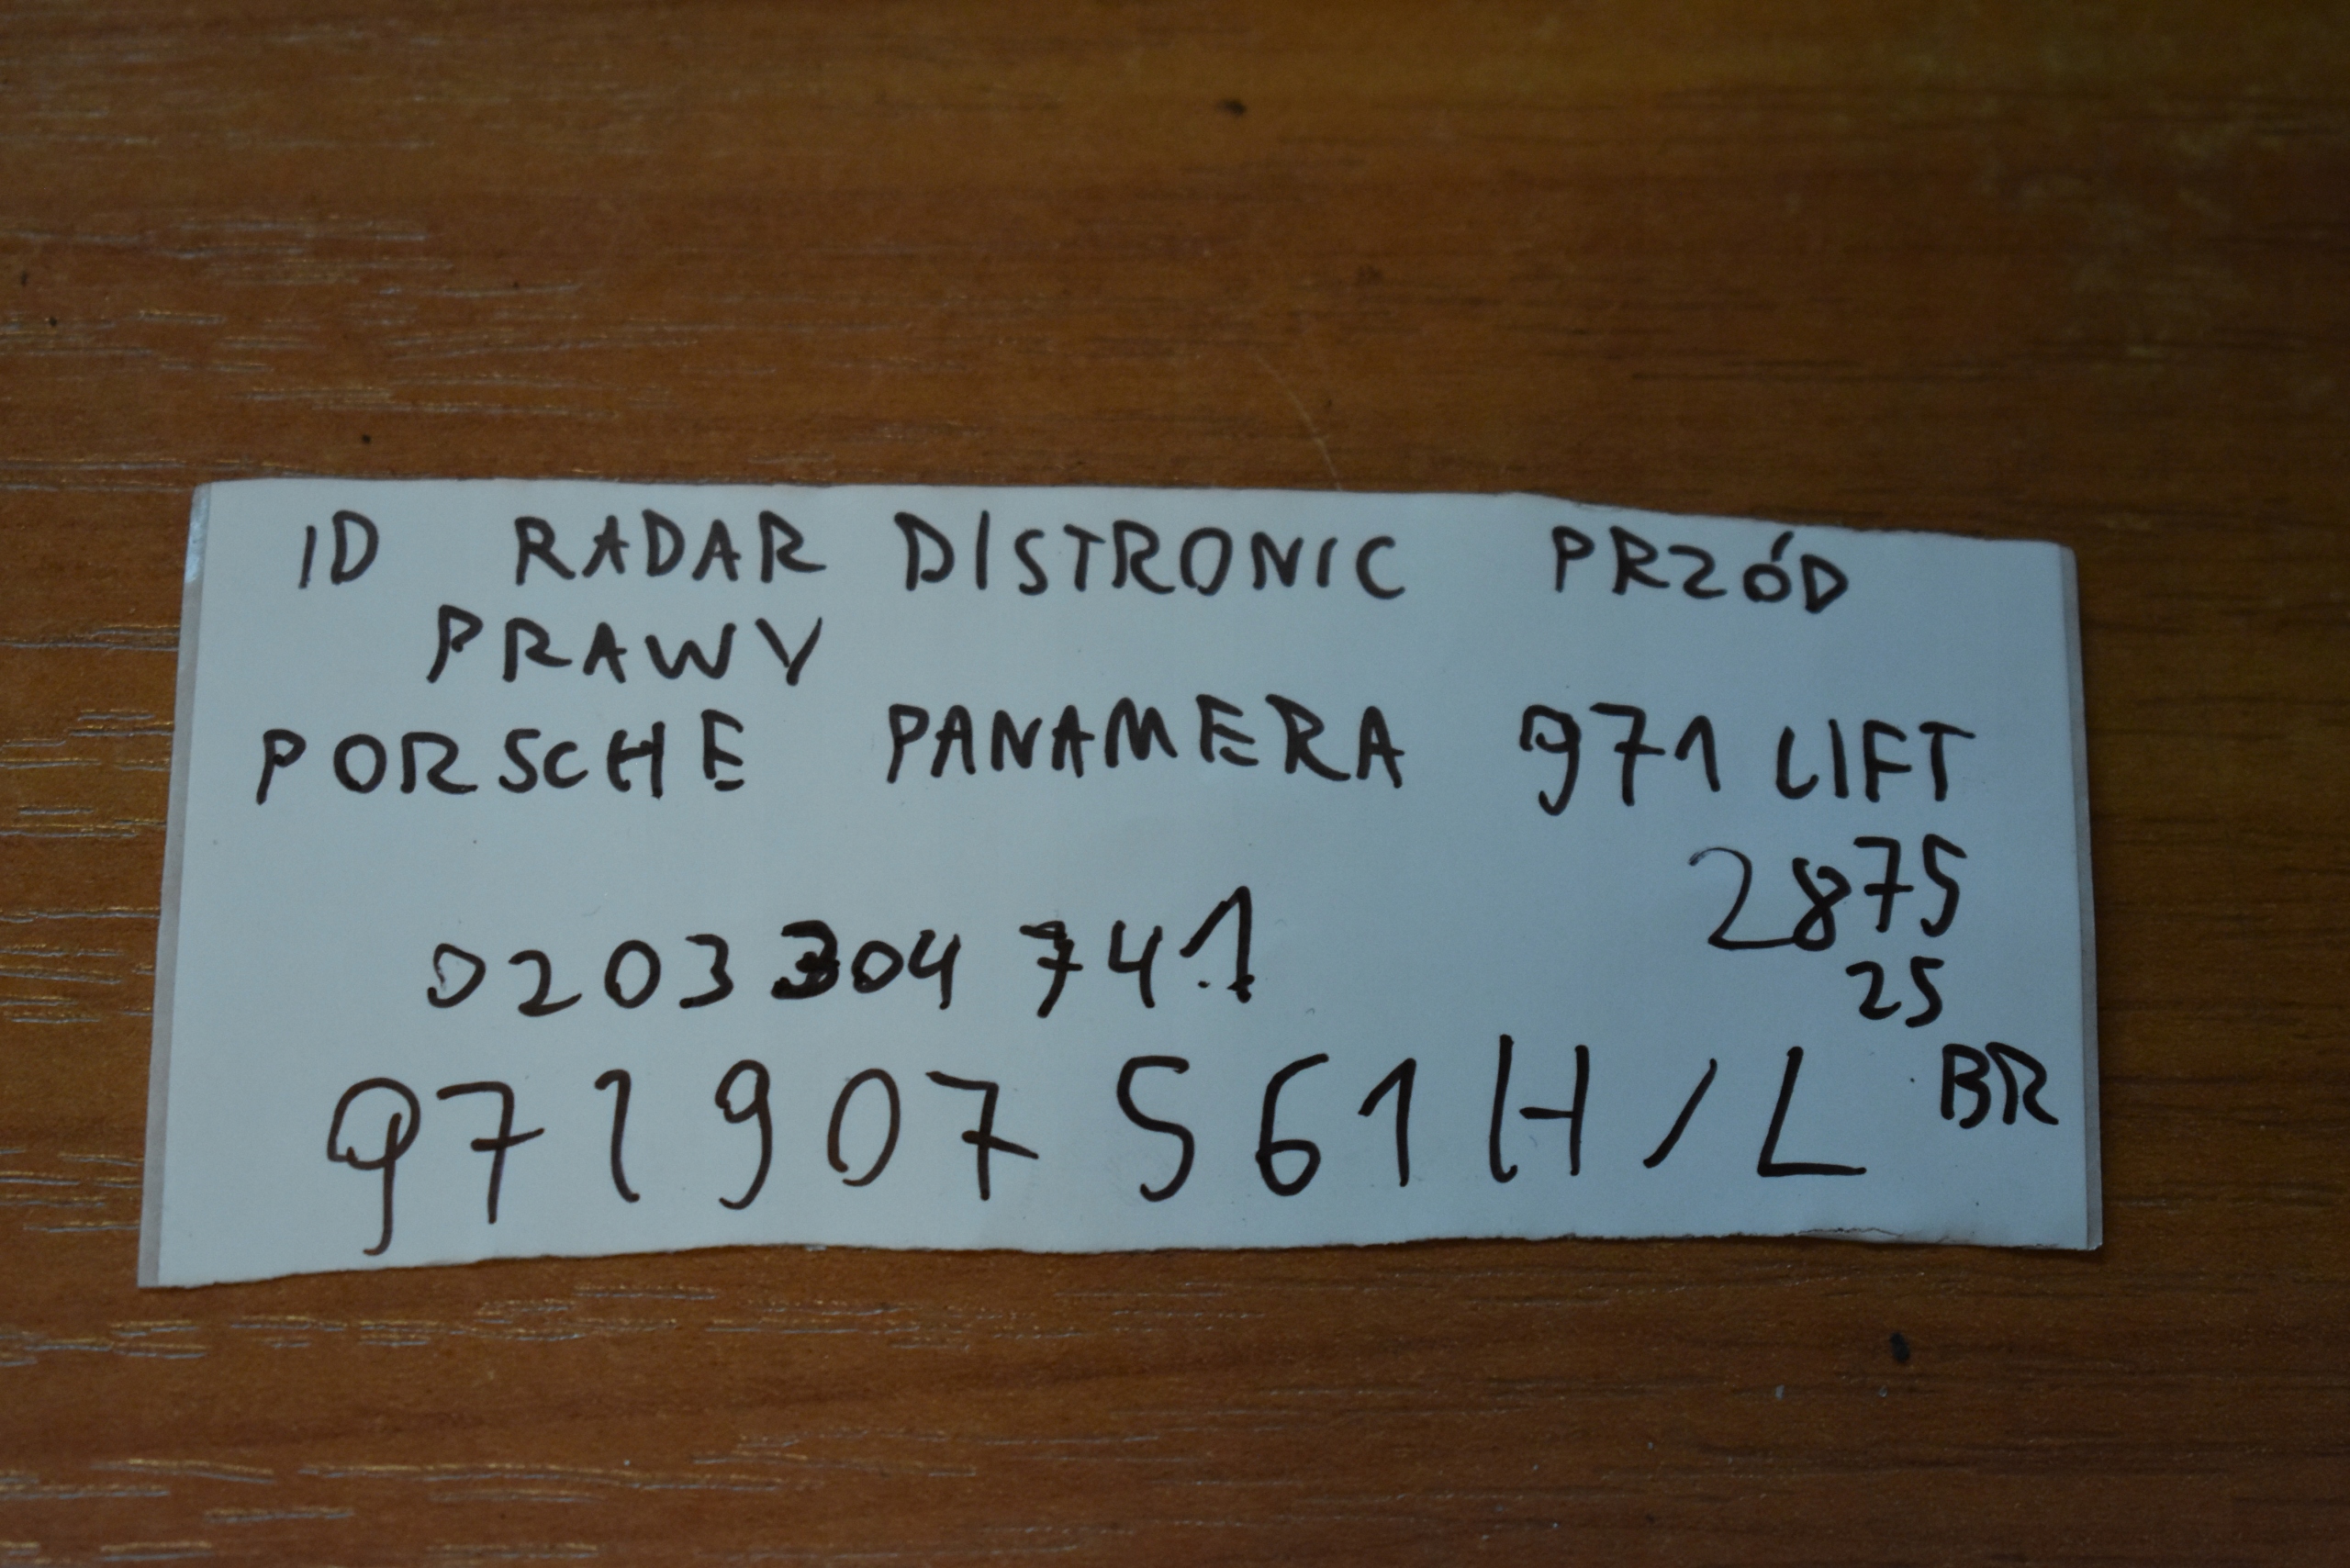 ID RADAR DISTRONIC PRZÓD
PRAWY
PORSCHE PANAMERA 971 LIFT
2875
0203304741
25
971907561H/L BR